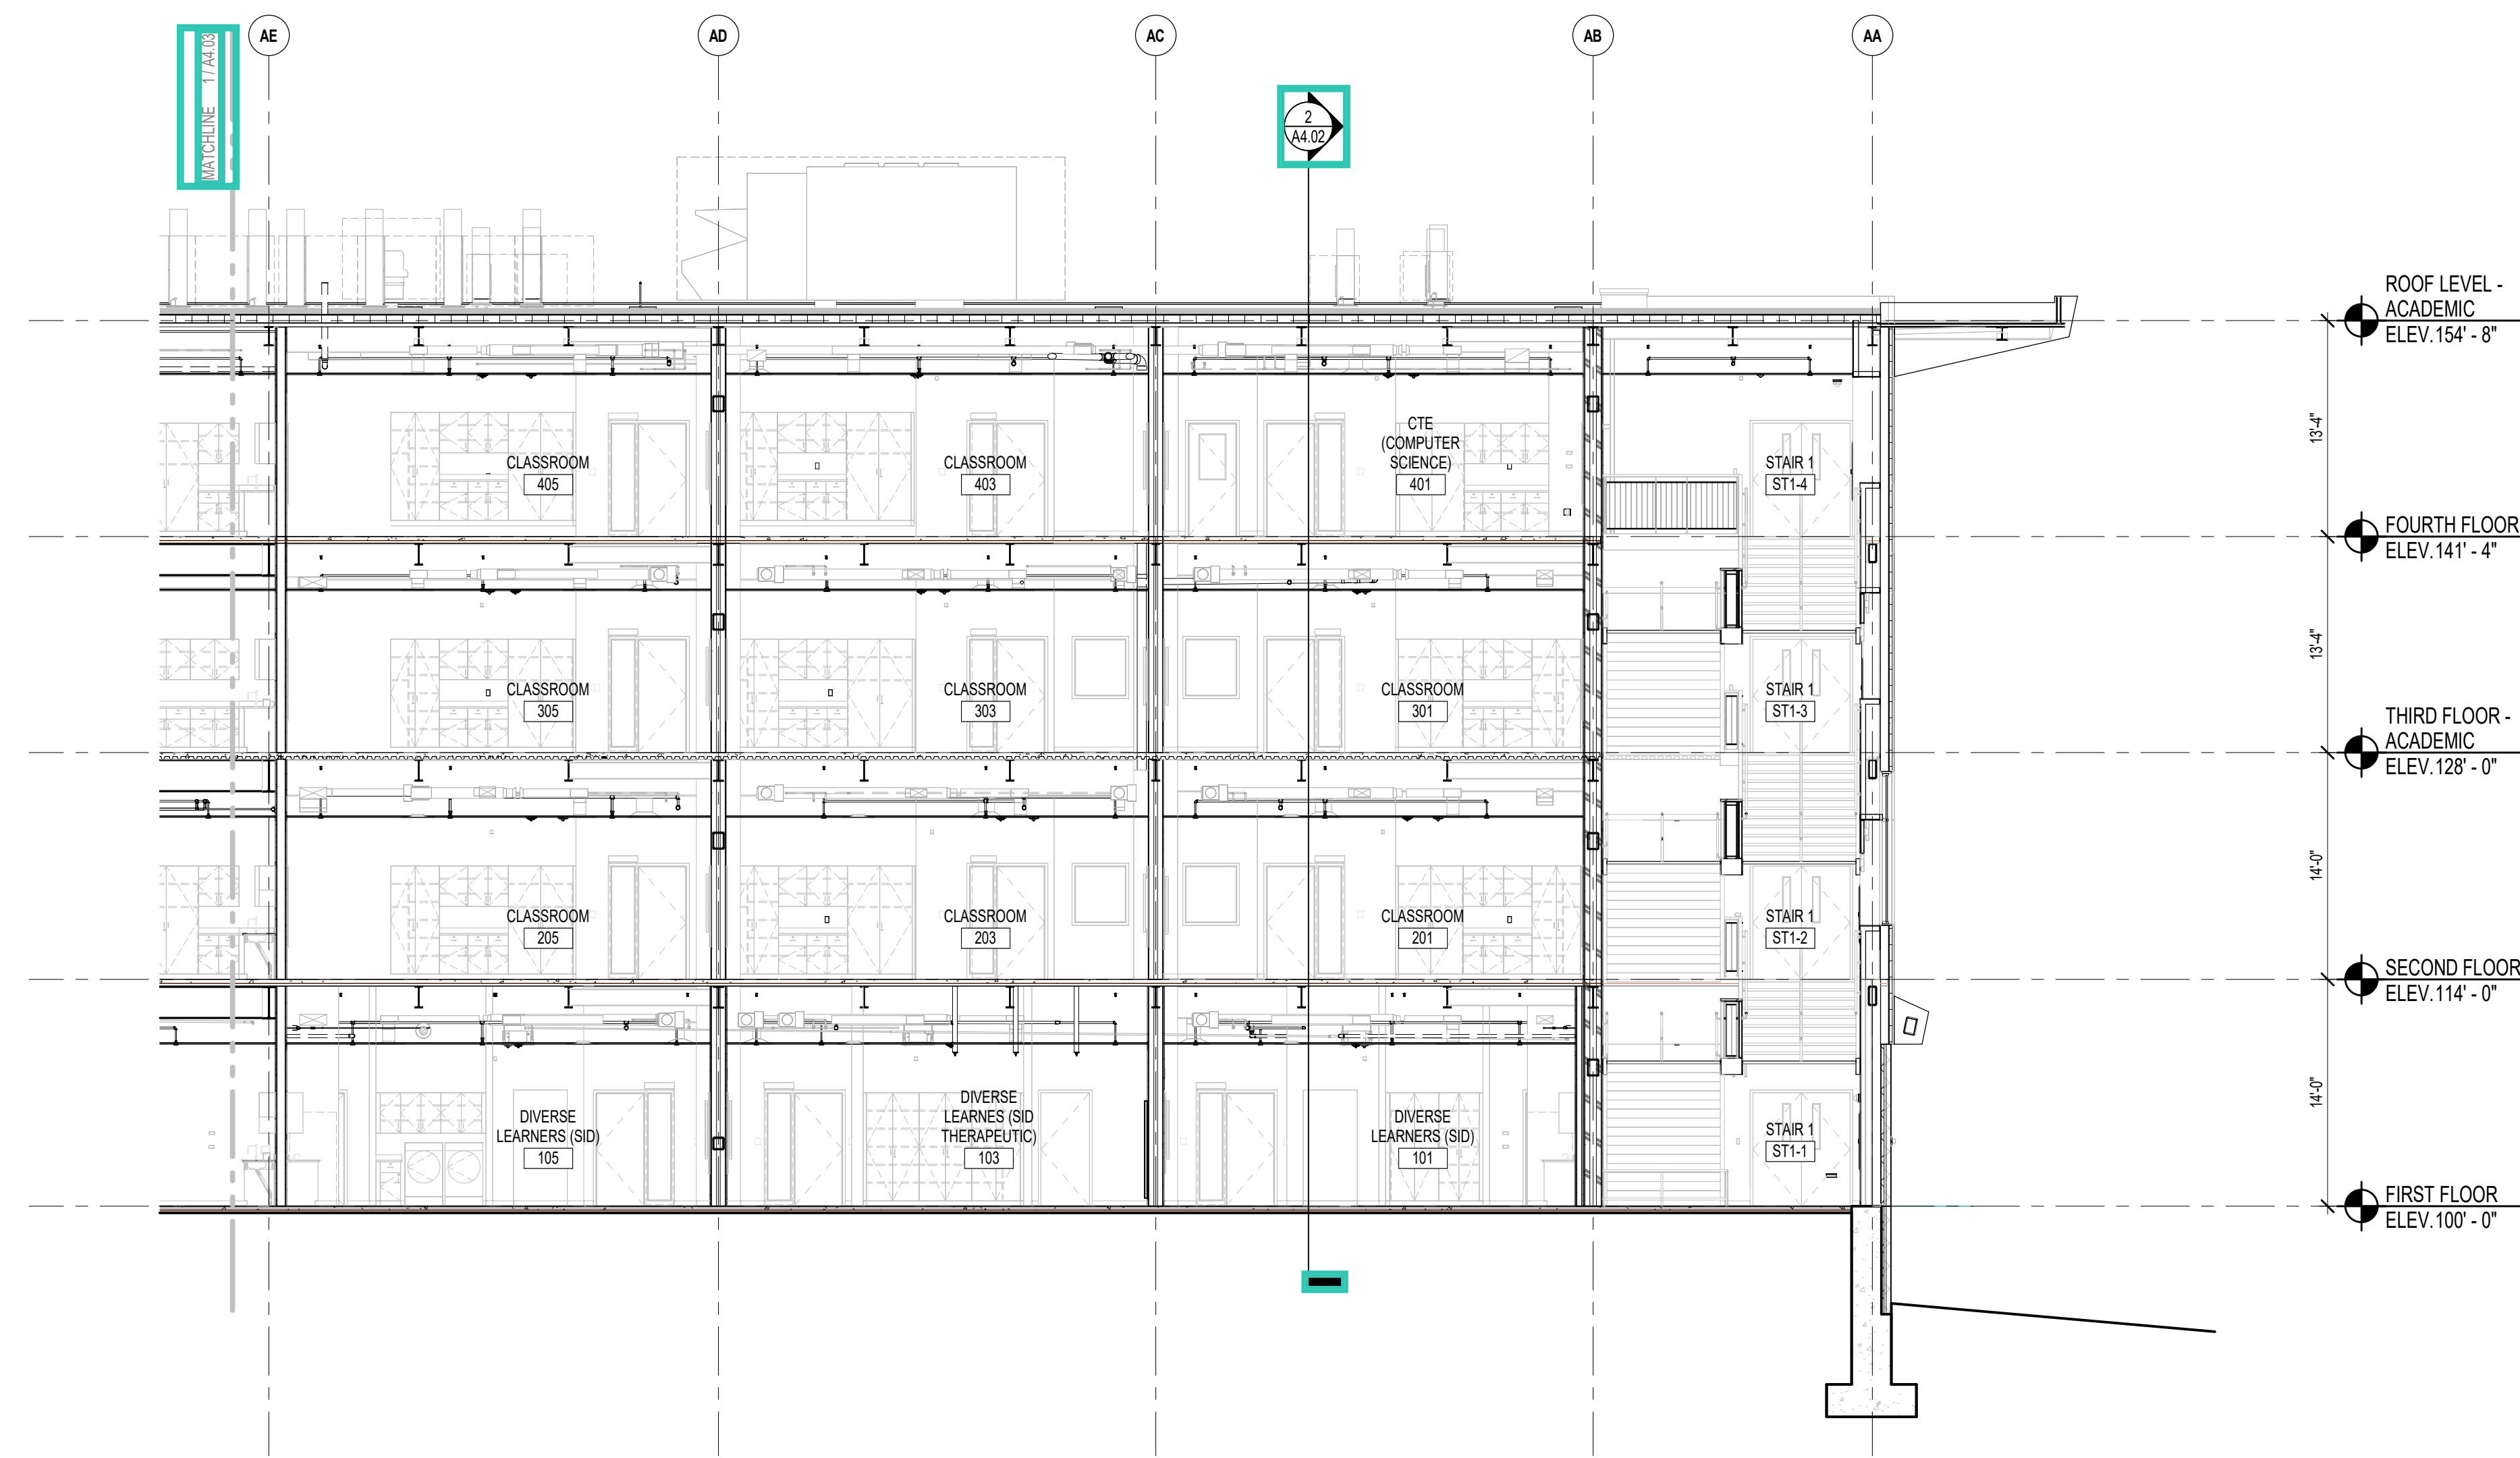 AE
AD
AC
AB
AA
MATCHLINE 1 / A4.03
2
A4.02
ROOF LEVEL -
ACADEMIC
ELEV. 154' - 8"
13'-4"
CLASSROOM
405
CLASSROOM
403
CTE
(COMPUTER
SCIENCE)
401
STAIR 1
ST1-4
FOURTH FLOOR
ELEV. 141' - 4"
13'-4"
CLASSROOM
305
CLASSROOM
303
CLASSROOM
301
STAIR 1
ST1-3
THIRD FLOOR -
ACADEMIC
ELEV. 128' - 0"
14'-0"
CLASSROOM
205
CLASSROOM
203
CLASSROOM
201
STAIR 1
ST1-2
SECOND FLOOR
ELEV. 114' - 0"
14'-0"
DIVERSE
LEARNERS (SID)
105
DIVERSE
LEARNES (SID
THERAPEUTIC)
103
DIVERSE
LEARNERS (SID)
101
STAIR 1
ST1-1
FIRST FLOOR
ELEV. 100' - 0"